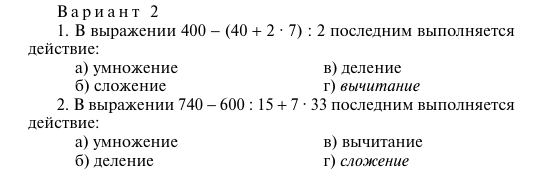 Вариант 2
1. В выражении 400 – (40 + 2 · 7) : 2 последним выполняется
действие:
а) умножение в) деление
б) сложение г) вычитание
2. В выражении 740 – 600 : 15 + 7 · 33 последним выполняется
действие:
а) умножение в) вычитание
б) деление г) сложение